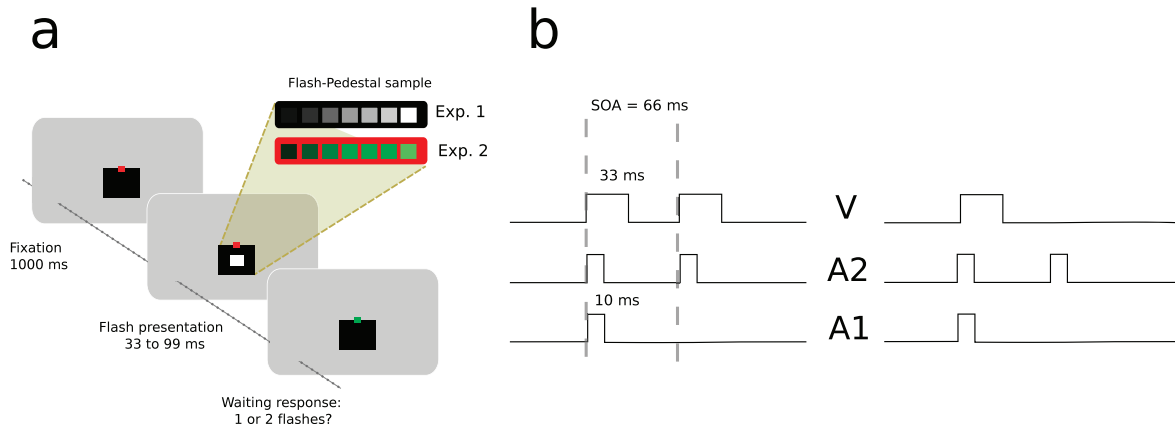 a
Flash-Pedestal sample
Exp. 1
Exp. 2
Fixation
1000 ms
Flash presentation
33 to 99 ms
Waiting response:
1 or 2 flashes?
b
SOA = 66 ms
33 ms
V
A2
10 ms
A1